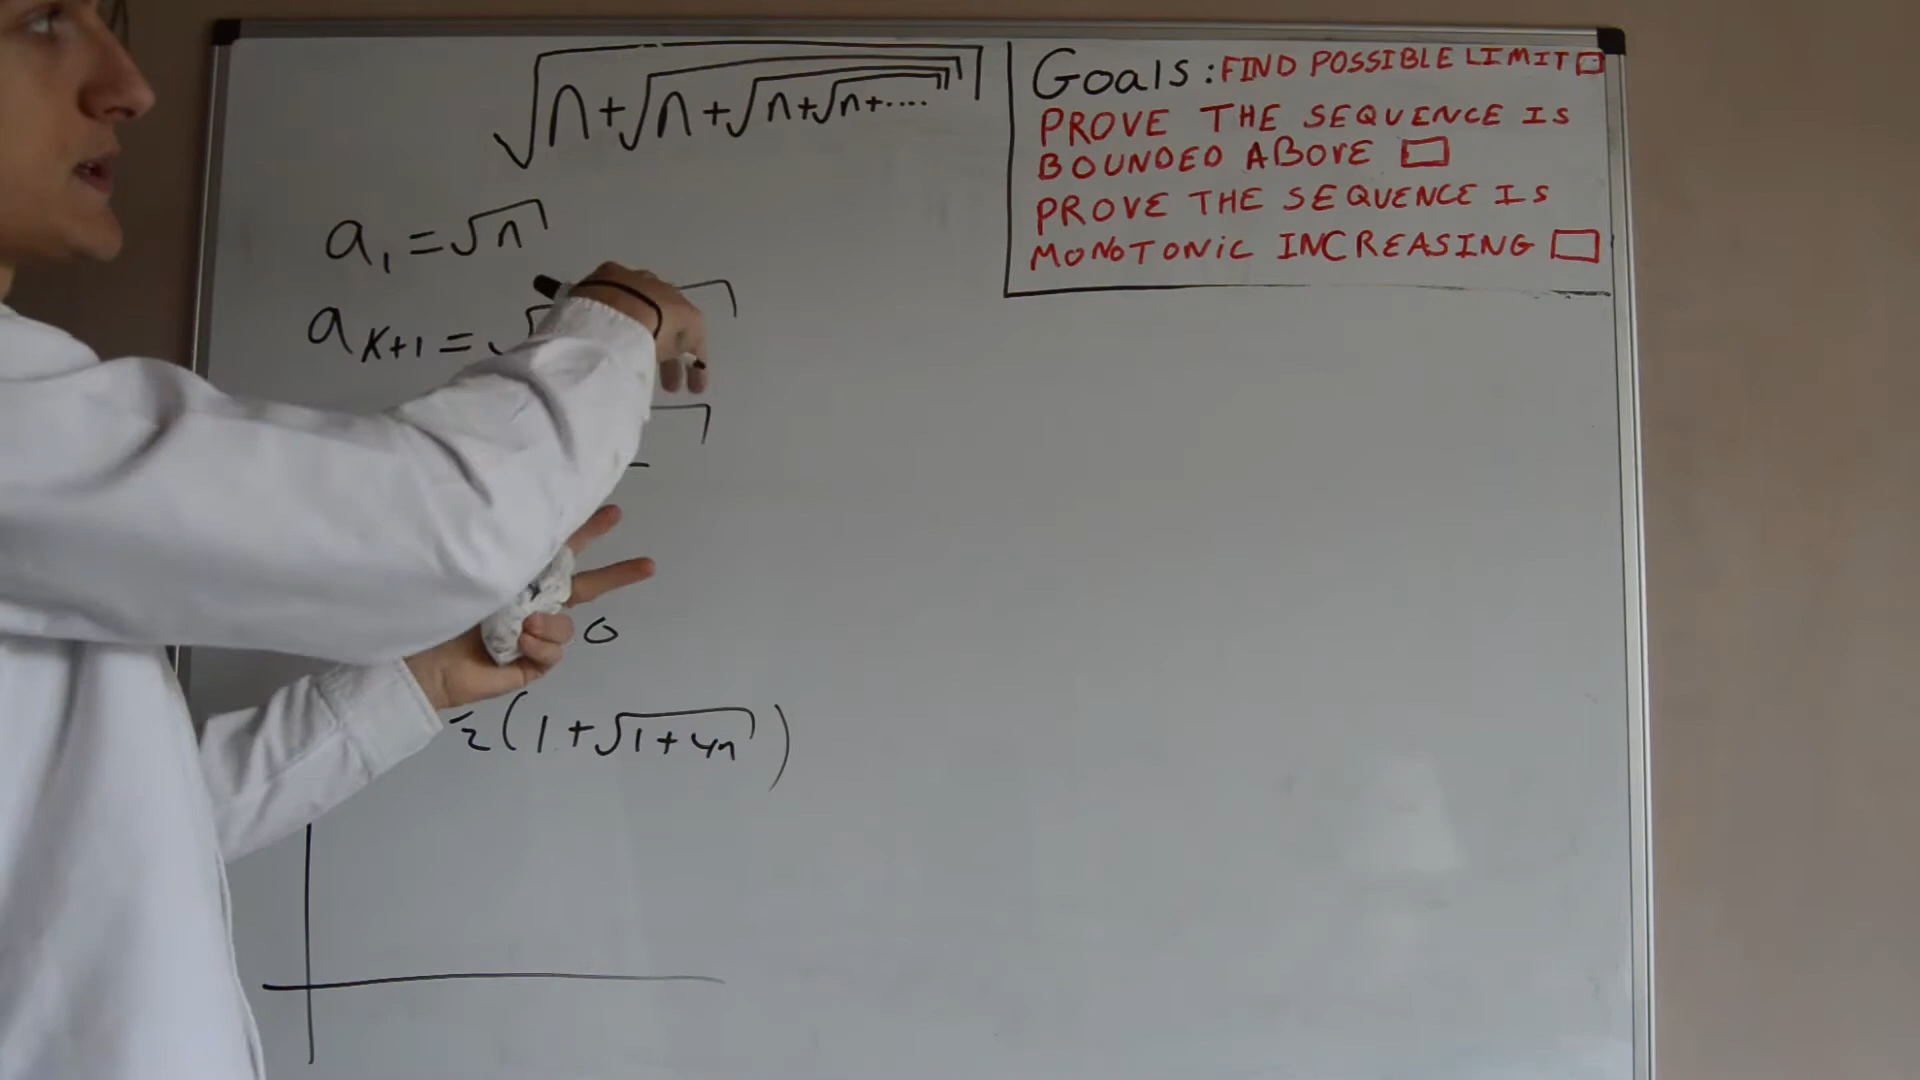 √n+√n+√n+√n+....
a₁ = √n
aK+1 = √
0
2(1+√1+4n)
Goals: FIND POSSIBLE LIMIT
PROVE THE SEQUENCE IS
BOUNDED ABOVE
PROVE THE SEQUENCE IS
MONOTONIC INCREASING